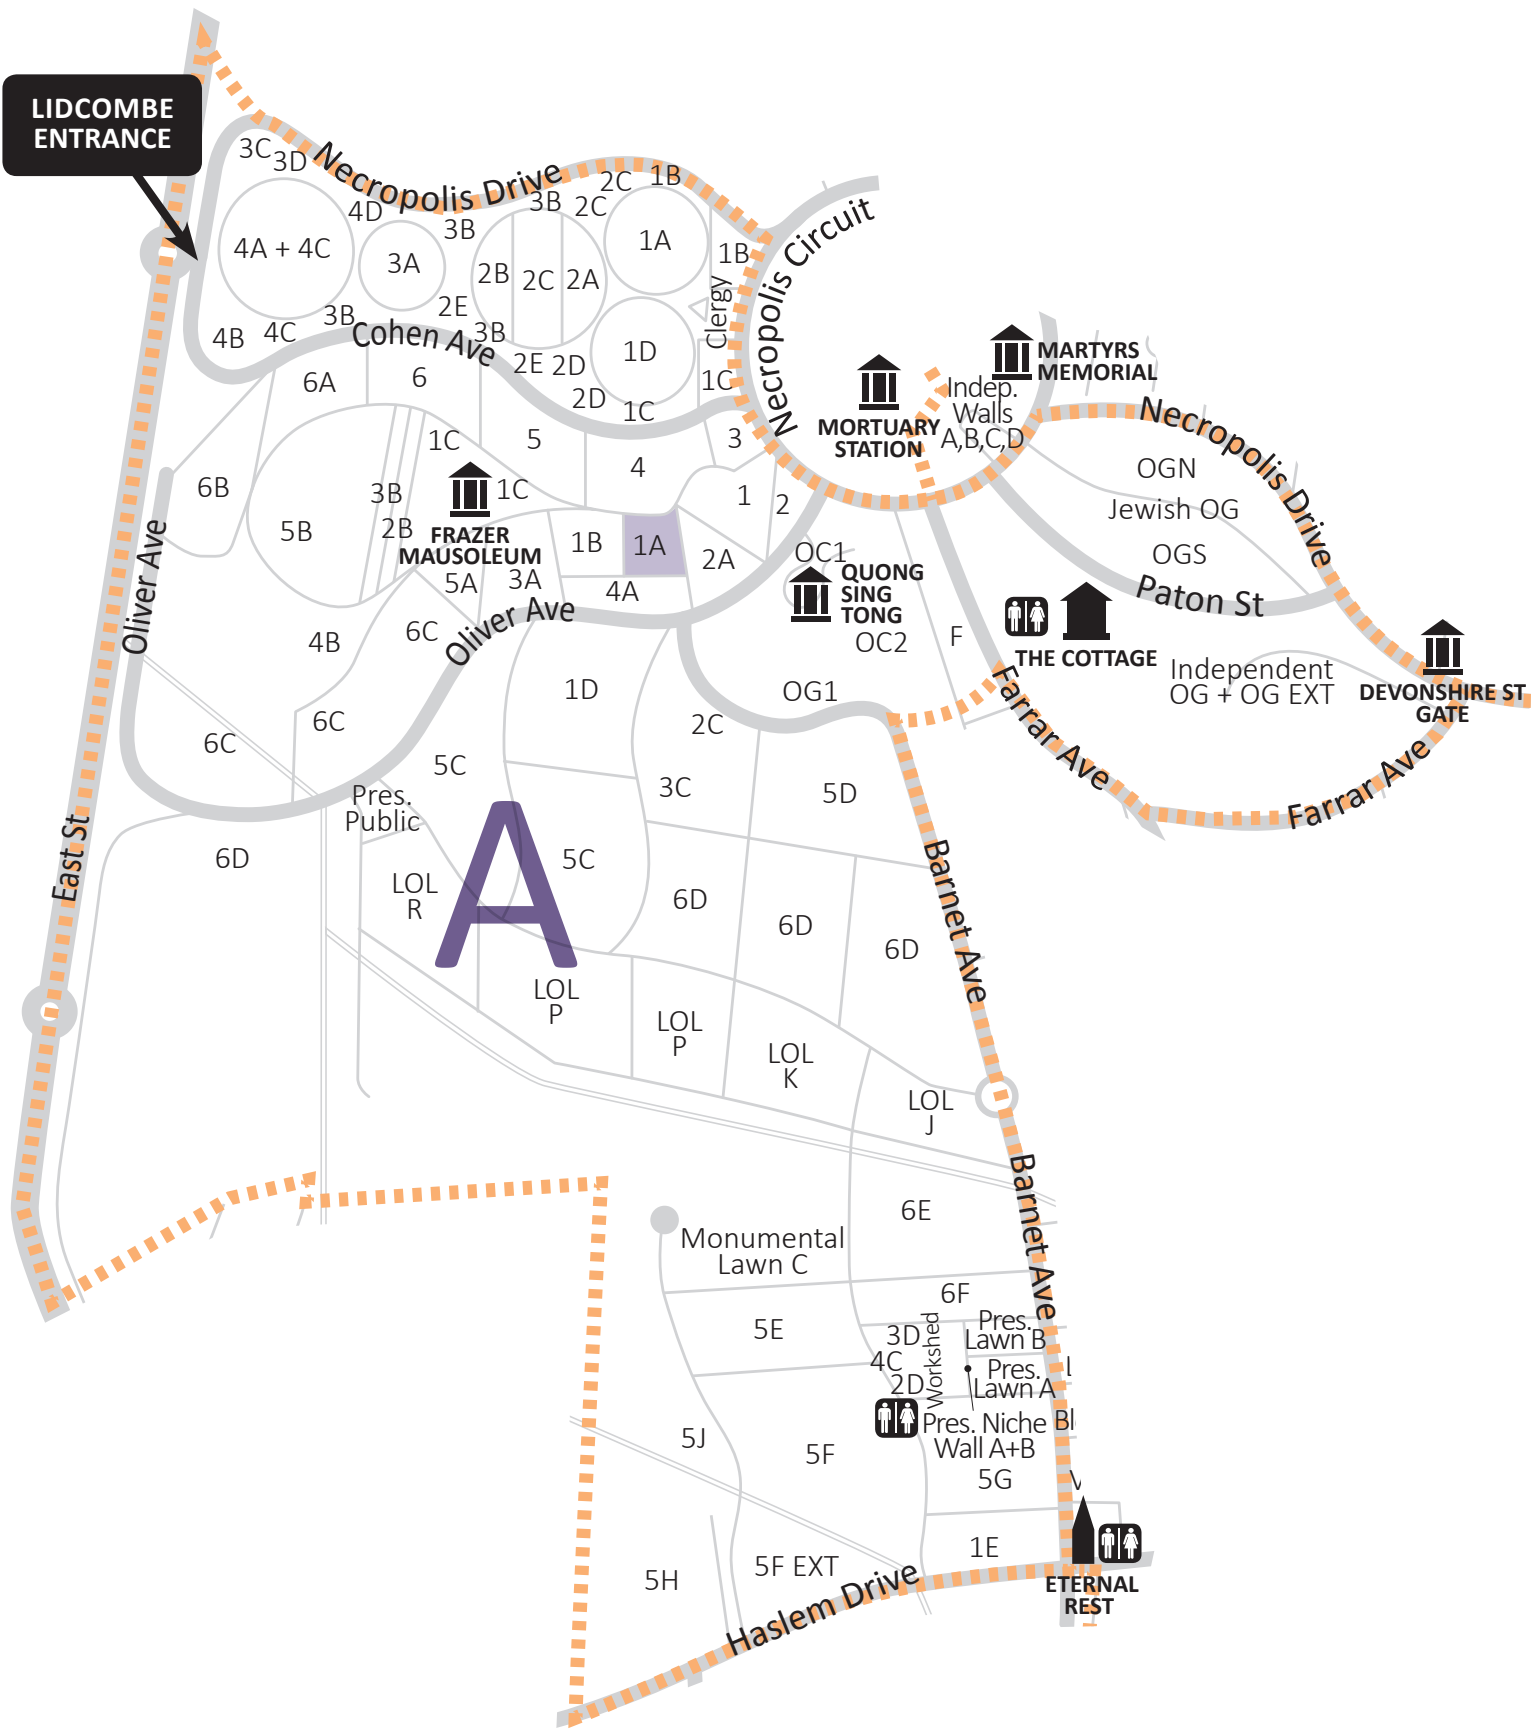 LIDCOMBE
ENTRANCE
3C
3D
Necropolis Drive
2C
1B
4D
3B
3B
2C
4A + 4C
3A
2B
2C
2A
1A
1B
Clergy
Necropolis Circuit
4B
4C
3B
2E
Cohen Ave
3B
2E
2D
1D
1C
2D
1C
6A
6
MARTYRS
MEMORIAL
MORTUARY
STATION
Indep.
Walls
A,B,C,D
Necropolis Drive
OGN
Jewish OG
OGS
Paton St
1C
5
3
4
6B
3B
1C
1
2
5B
2B
FRAZER
MAUSOLEUM
1B
1A
2A
OC1
QUONG
SING
TONG
OC2
5A
3A
4A
Oliver Ave
Oliver Ave
4B
6C
F
THE COTTAGE
Independent
OG + OG EXT
DEVONSHIRE ST
GATE
1D
OG1
Farrar Ave
Farrar Ave
6C
6C
2C
5C
3C
5D
Pres.
Public
East St
6D
5C
A
LOL
R
6D
6D
6D
Barnet Ave
LOL
P
LOL
P
LOL
K
LOL
J
Barnet Ave
6E
Monumental
Lawn C
6F
5E
3D
Workshed
Pres.
Lawn B
4C
2D
Pres.
Lawn A
Pres. Niche
Wall A+B
5J
5F
5G
1E
5H
5F EXT
Haslem Drive
ETERNAL
REST